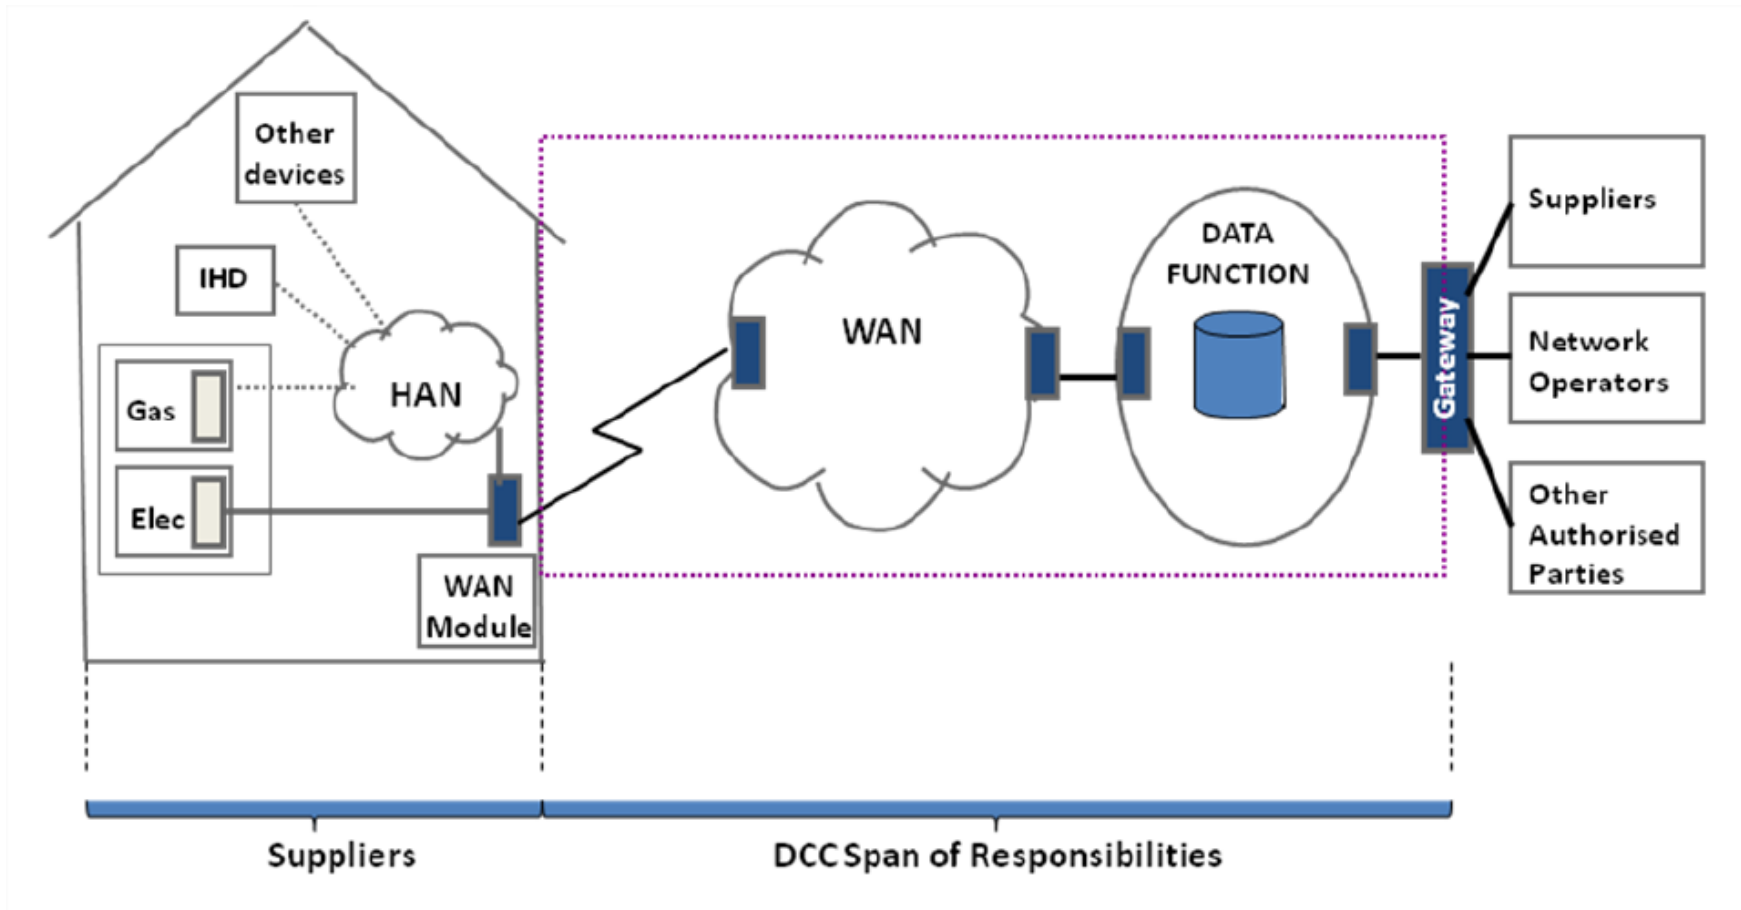 Other
devices
IHD
HAN
Gas
Elec
WAN
Module
WAN
DATA
FUNCTION
Gateway
Suppliers
Network
Operators
Other
Authorised
Parties
Suppliers
DCC Span of Responsibilities